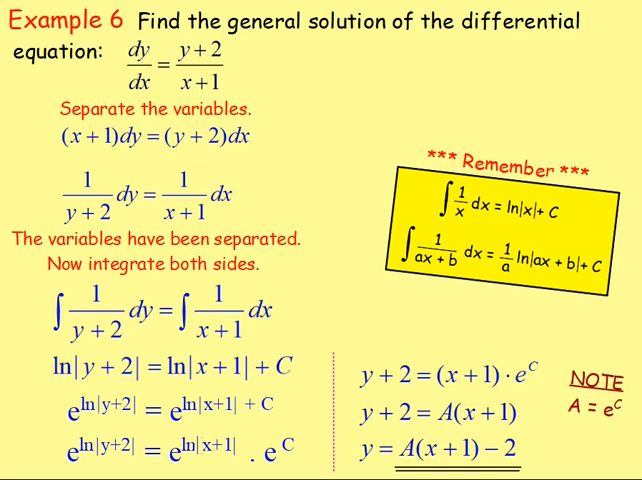 Example 6 Find the general solution of the differential
equation: dy/dx = y + 2/x + 1
Separate the variables.
(x + 1)dy = (y + 2)dx
1/y + 2 dy = 1/x + 1 dx
The variables have been separated.
Now integrate both sides.
∫ 1/y + 2 dy = ∫ 1/x + 1 dx
ln|y + 2| = ln|x + 1| + C
e^ln|y+2| = e^ln|x+1| + C
e^ln|y+2| = e^ln|x+1| . e^C
*** Remember ***
∫ 1/x dx = ln|x|+ C
∫ 1/ax + b dx = 1/a ln|ax + b|+ C
y + 2 = (x + 1) · e^C
y + 2 = A(x + 1)
y = A(x + 1) − 2
NOTE
A = e^C